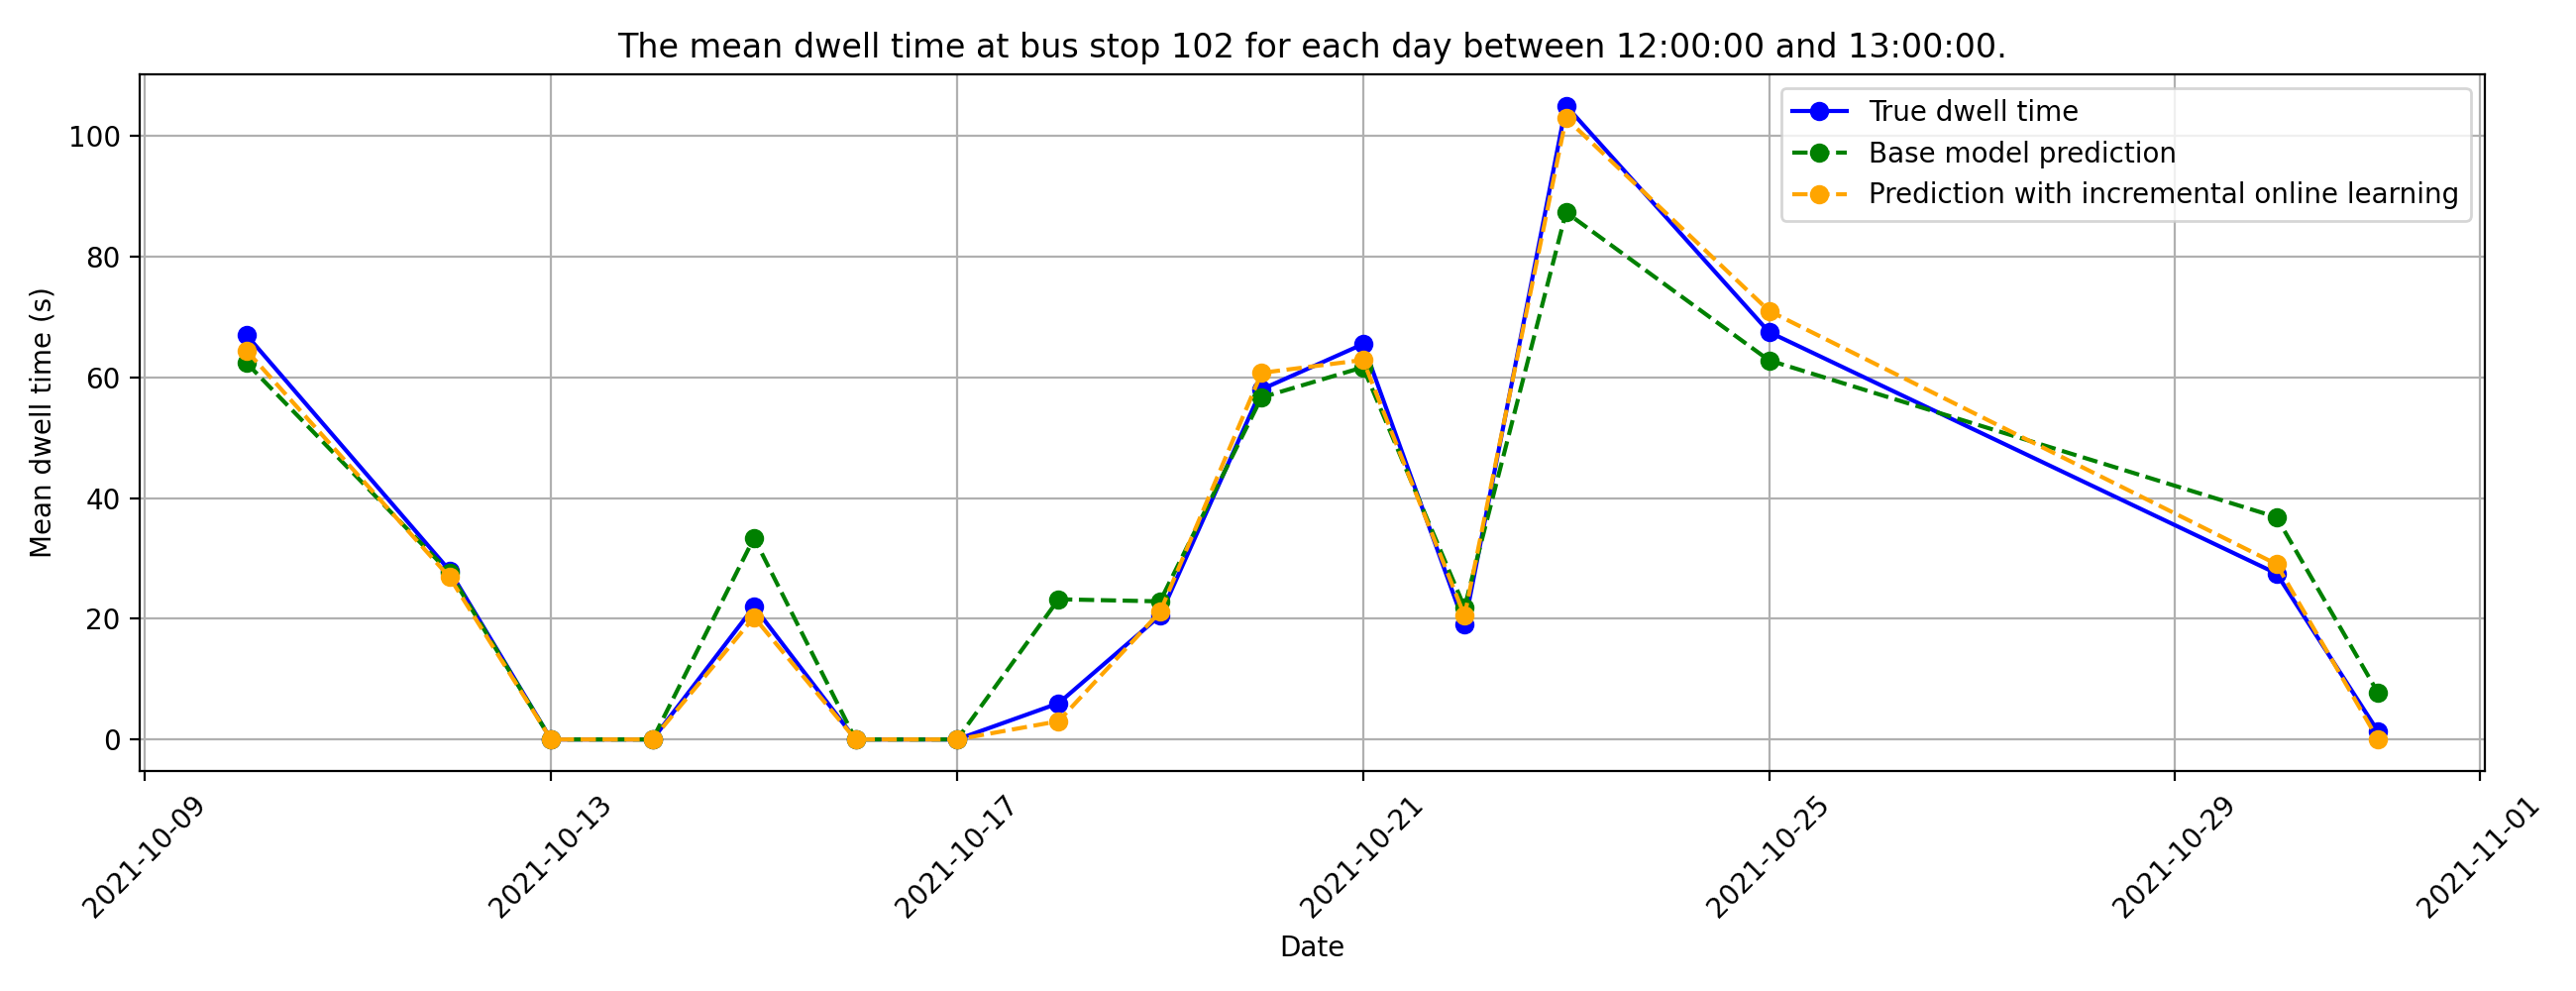 The mean dwell time at bus stop 102 for each day between 12:00:00 and 13:00:00.
True dwell time
Base model prediction
Prediction with incremental online learning
Mean dwell time (s)
100
80
60
40
20
0
2021-10-09
2021-10-13
2021-10-17
2021-10-21
2021-10-25
2021-10-29
2021-11-01
Date